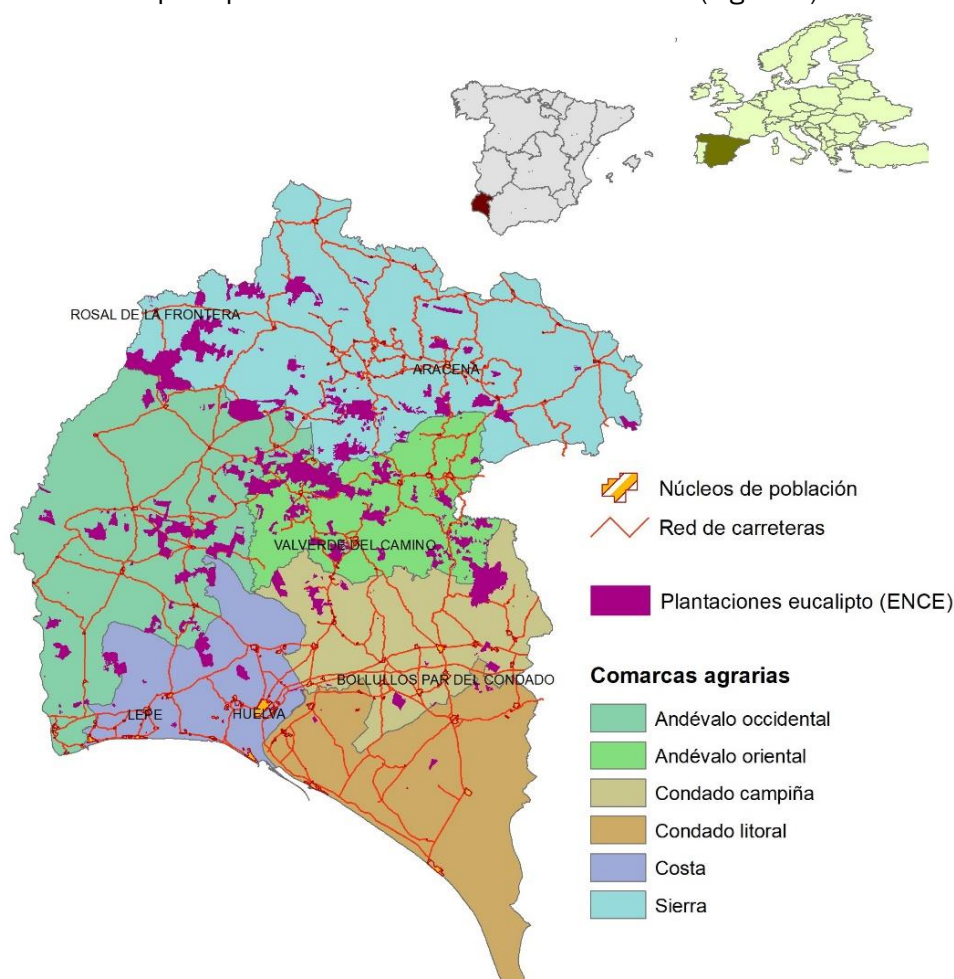 ROSAL DE LA FRONTERA
ARACENA
VALVERDE DEL CAMINO
BOLLULLOS PAR DEL CONDADO
LEPE
HUELVA
Núcleos de población
Red de carreteras
Plantaciones eucalipto (ENCE)
Comarcas agrarias
Andévalo occidental
Andévalo oriental
Condado campiña
Condado litoral
Costa
Sierra